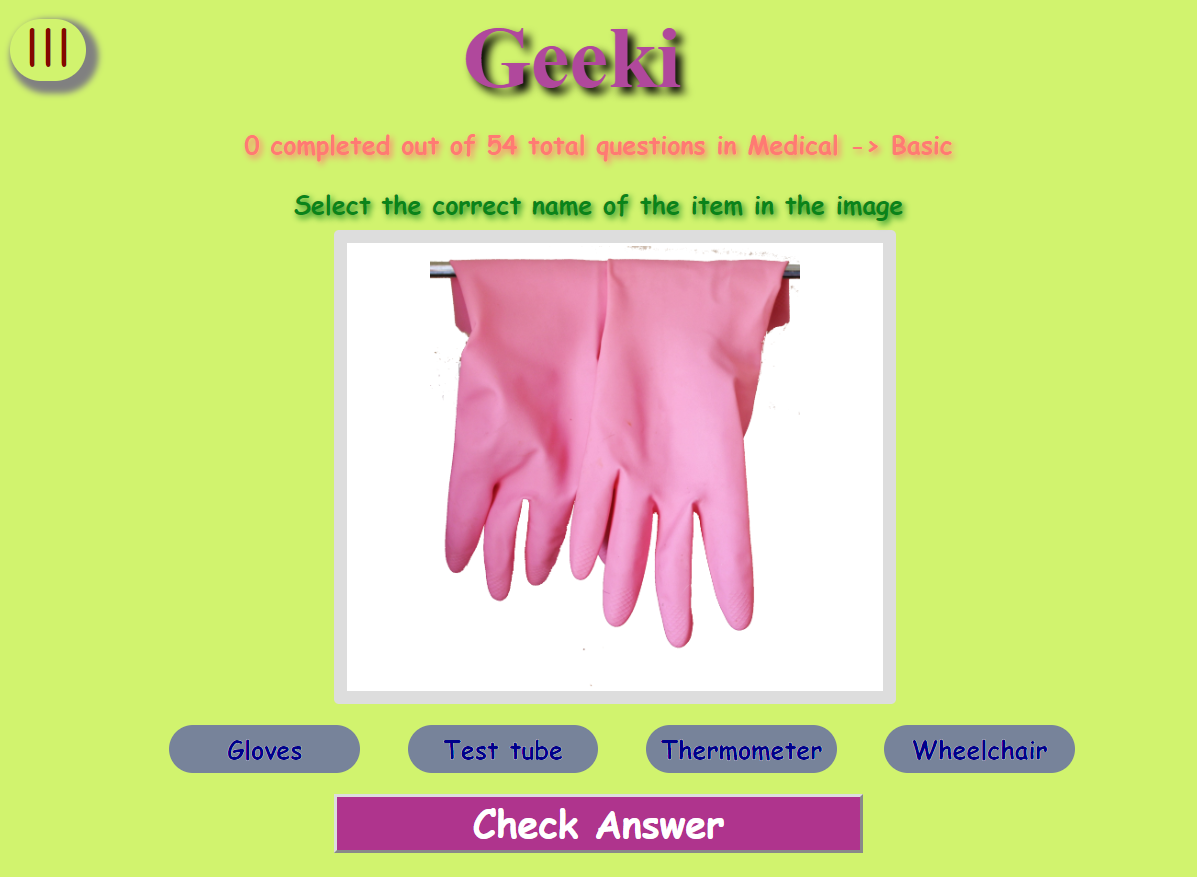 Geeki
0 completed out of 54 total questions in Medical -> Basic
Select the correct name of the item in the image
Gloves
Test tube
Thermometer
Wheelchair
Check Answer